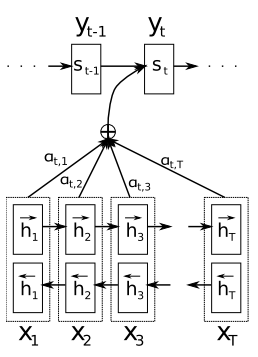 y_{t-1} y_t
. . . s_{t-1} s_t . . .
⊕
a_{t,1} a_{t,2} a_{t,3} a_{t,T}
\overrightarrow{h}_1 \overrightarrow{h}_2 \overrightarrow{h}_3 \overrightarrow{h}_T
\overleftarrow{h}_1 \overleftarrow{h}_2 \overleftarrow{h}_3 \overleftarrow{h}_T
x_1 x_2 x_3 x_T